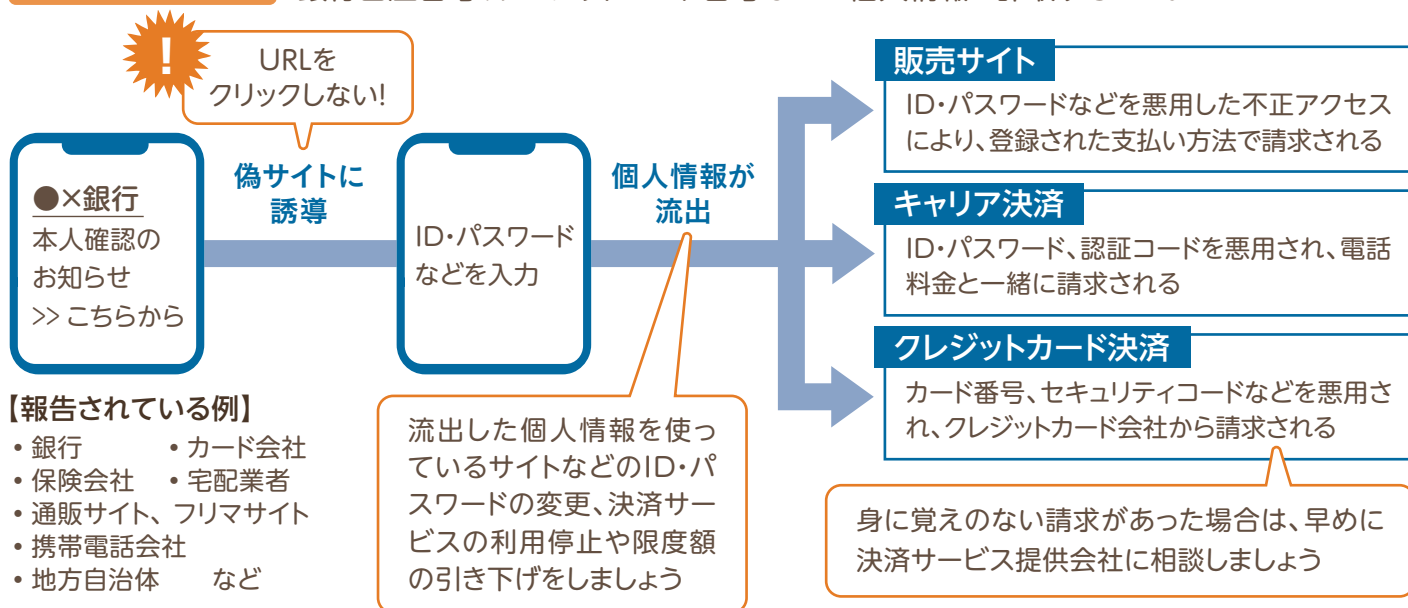 !
URLを
クリックしない!
●×銀行
本人確認の
お知らせ
>> こちらから
偽サイトに
誘導
ID・パスワード
などを入力
個人情報が
流出
販売サイト
ID・パスワードなどを悪用した不正アクセス
により、登録された支払い方法で請求される
キャリア決済
ID・パスワード、認証コードを悪用され、電話
料金と一緒に請求される
クレジットカード決済
カード番号、セキュリティコードなどを悪用さ
れ、クレジットカード会社から請求される
【報告されている例】
• 銀行 • カード会社
• 保険会社 • 宅配業者
• 通販サイト、フリマサイト
• 携帯電話会社
• 地方自治体 など
流出した個人情報を使っ
ているサイトなどのID・パ
スワードの変更、決済サー
ビスの利用停止や限度額
の引き下げをしましょう
身に覚えのない請求があった場合は、早めに
決済サービス提供会社に相談しましょう